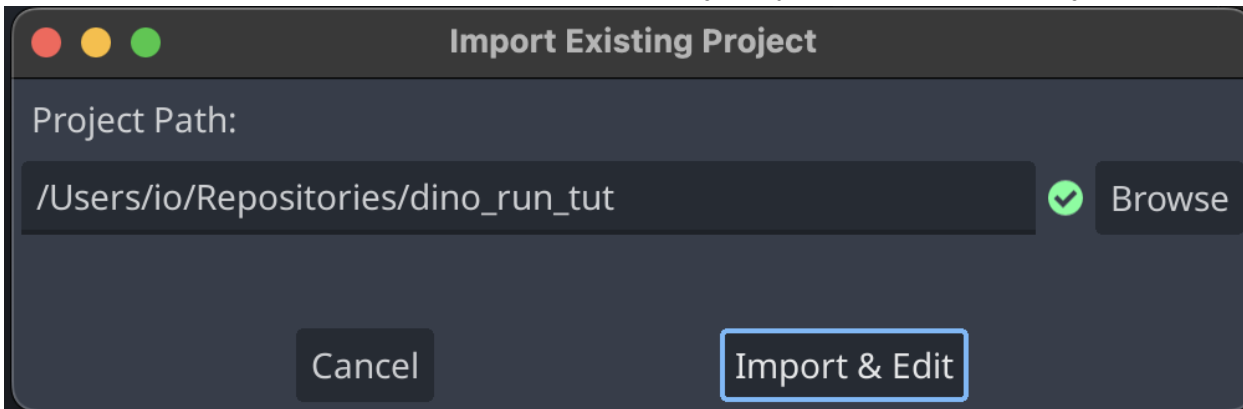 Import Existing Project
Project Path:
/Users/io/Repositories/dino_run_tut
Browse
Cancel
Import & Edit